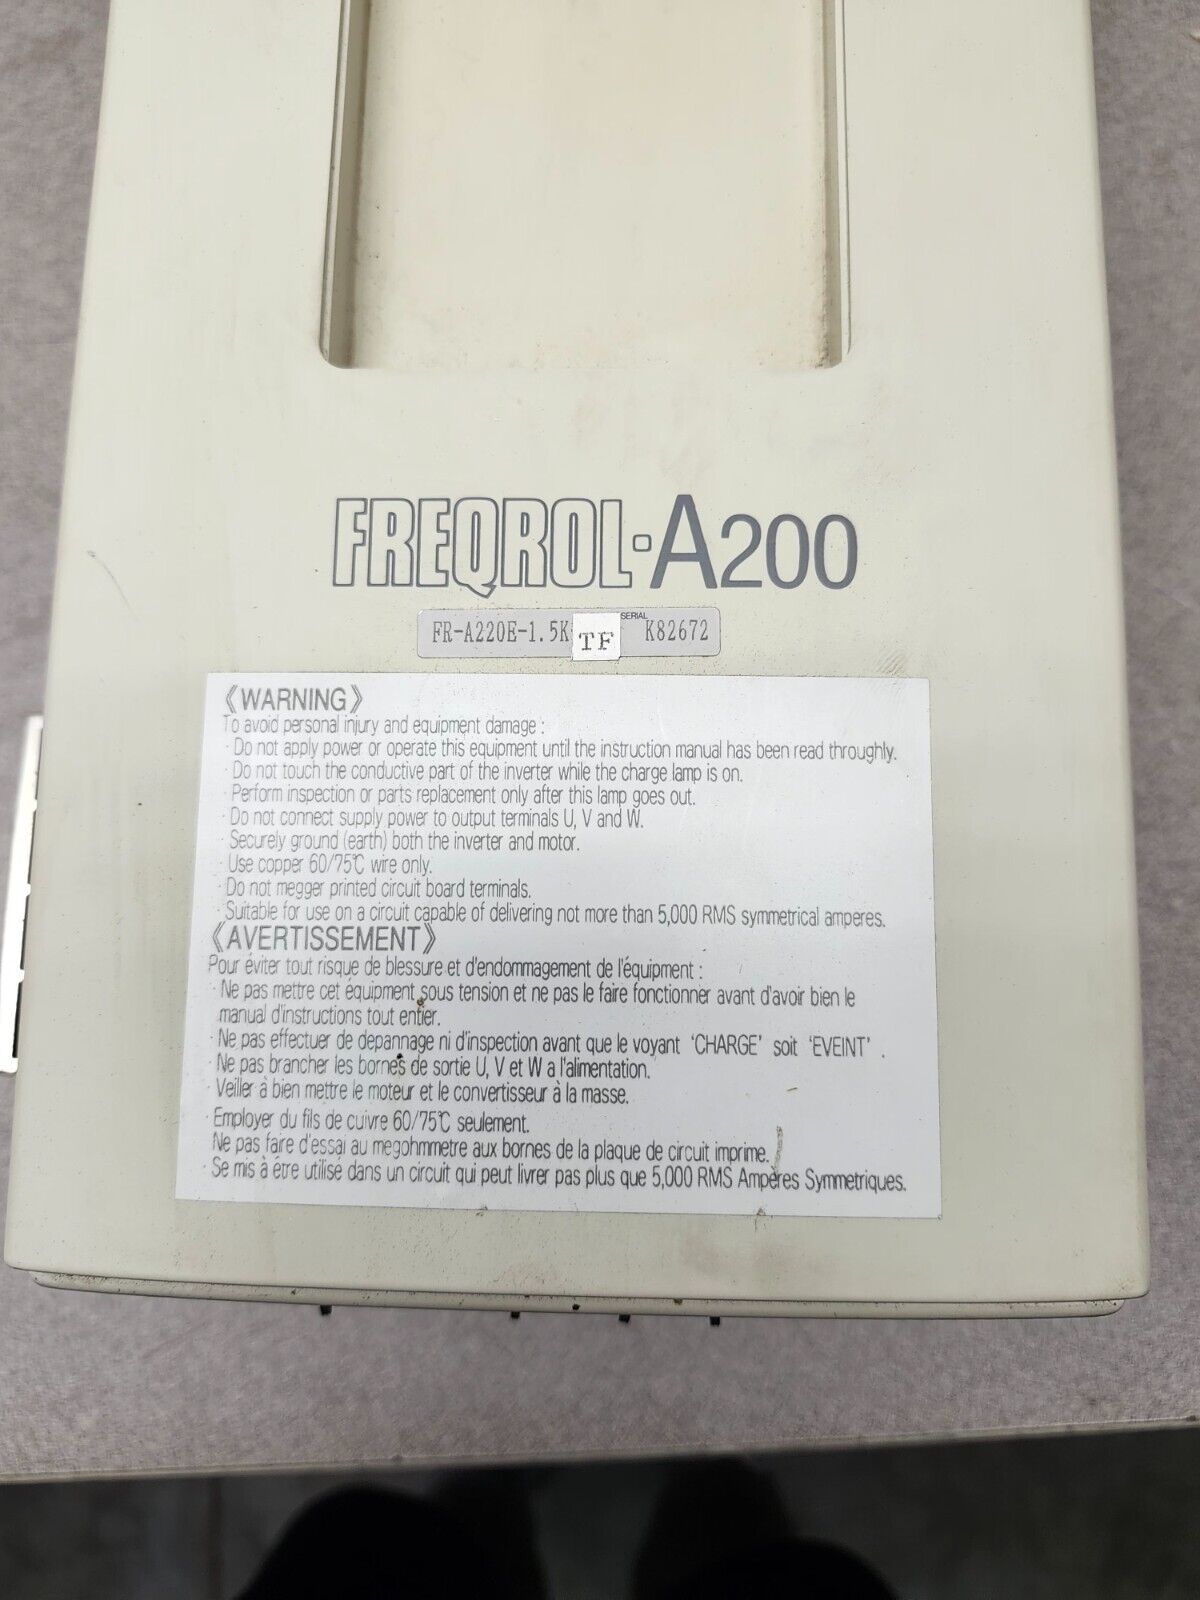 FREQROL-A200
SERIAL
FR-A220E-1.5K TF K82672
《WARNING》
To avoid personal injury and equipment damage :
· Do not apply power or operate this equipment until the instruction manual has been read throughly.
· Do not touch the conductive part of the inverter while the charge lamp is on.
· Perform inspection or parts replacement only after this lamp goes out.
· Do not connect supply power to output terminals U, V and W.
· Securely ground (earth) both the inverter and motor.
· Use copper 60/75℃ wire only.
· Do not megger printed circuit board terminals.
· Suitable for use on a circuit capable of delivering not more than 5,000 RMS symmetrical amperes.
《AVERTISSEMENT》
Pour éviter tout risque de blessure et d'endommagement de l'équipment :
· Ne pas mettre cet équipment sous tension et ne pas le faire fonctionner avant d'avoir bien le
manual d'instructions tout entier.
· Ne pas effectuer de depannage ni d'inspection avant que le voyant 'CHARGE' soit 'EVEINT' .
· Ne pas brancher les bornes de sortie U, V et W a l'alimentation.
· Veiller à bien mettre le moteur et le convertisseur à la masse.
· Employer du fils de cuivre 60/75℃ seulement.
Ne pas faire d'essai au megohmmetre aux bornes de la plaque de circuit imprime.
· Se mis à être utilisé dans un circuit qui peut livrer pas plus que 5,000 RMS Ampères Symmetriques.